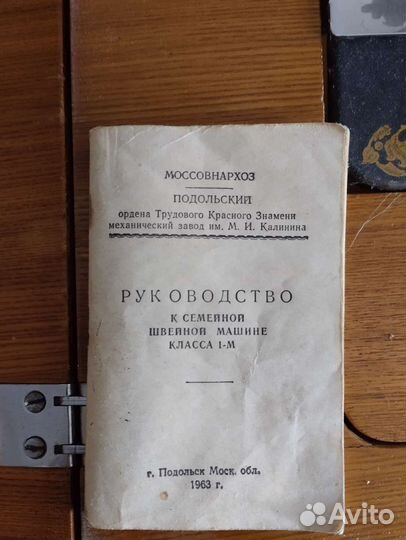 МОССОВНАРХОЗ
ПОДОЛЬСКИЙ
ордена Трудового Красного Знамени
механический завод им. М. И. Калинина
РУКОВОДСТВО
К СЕМЕЙНОЙ
ШВЕЙНОЙ МАШИНЕ
КЛАССА 1-М
г. Подольск Моск. обл.
1963 г.
Avito